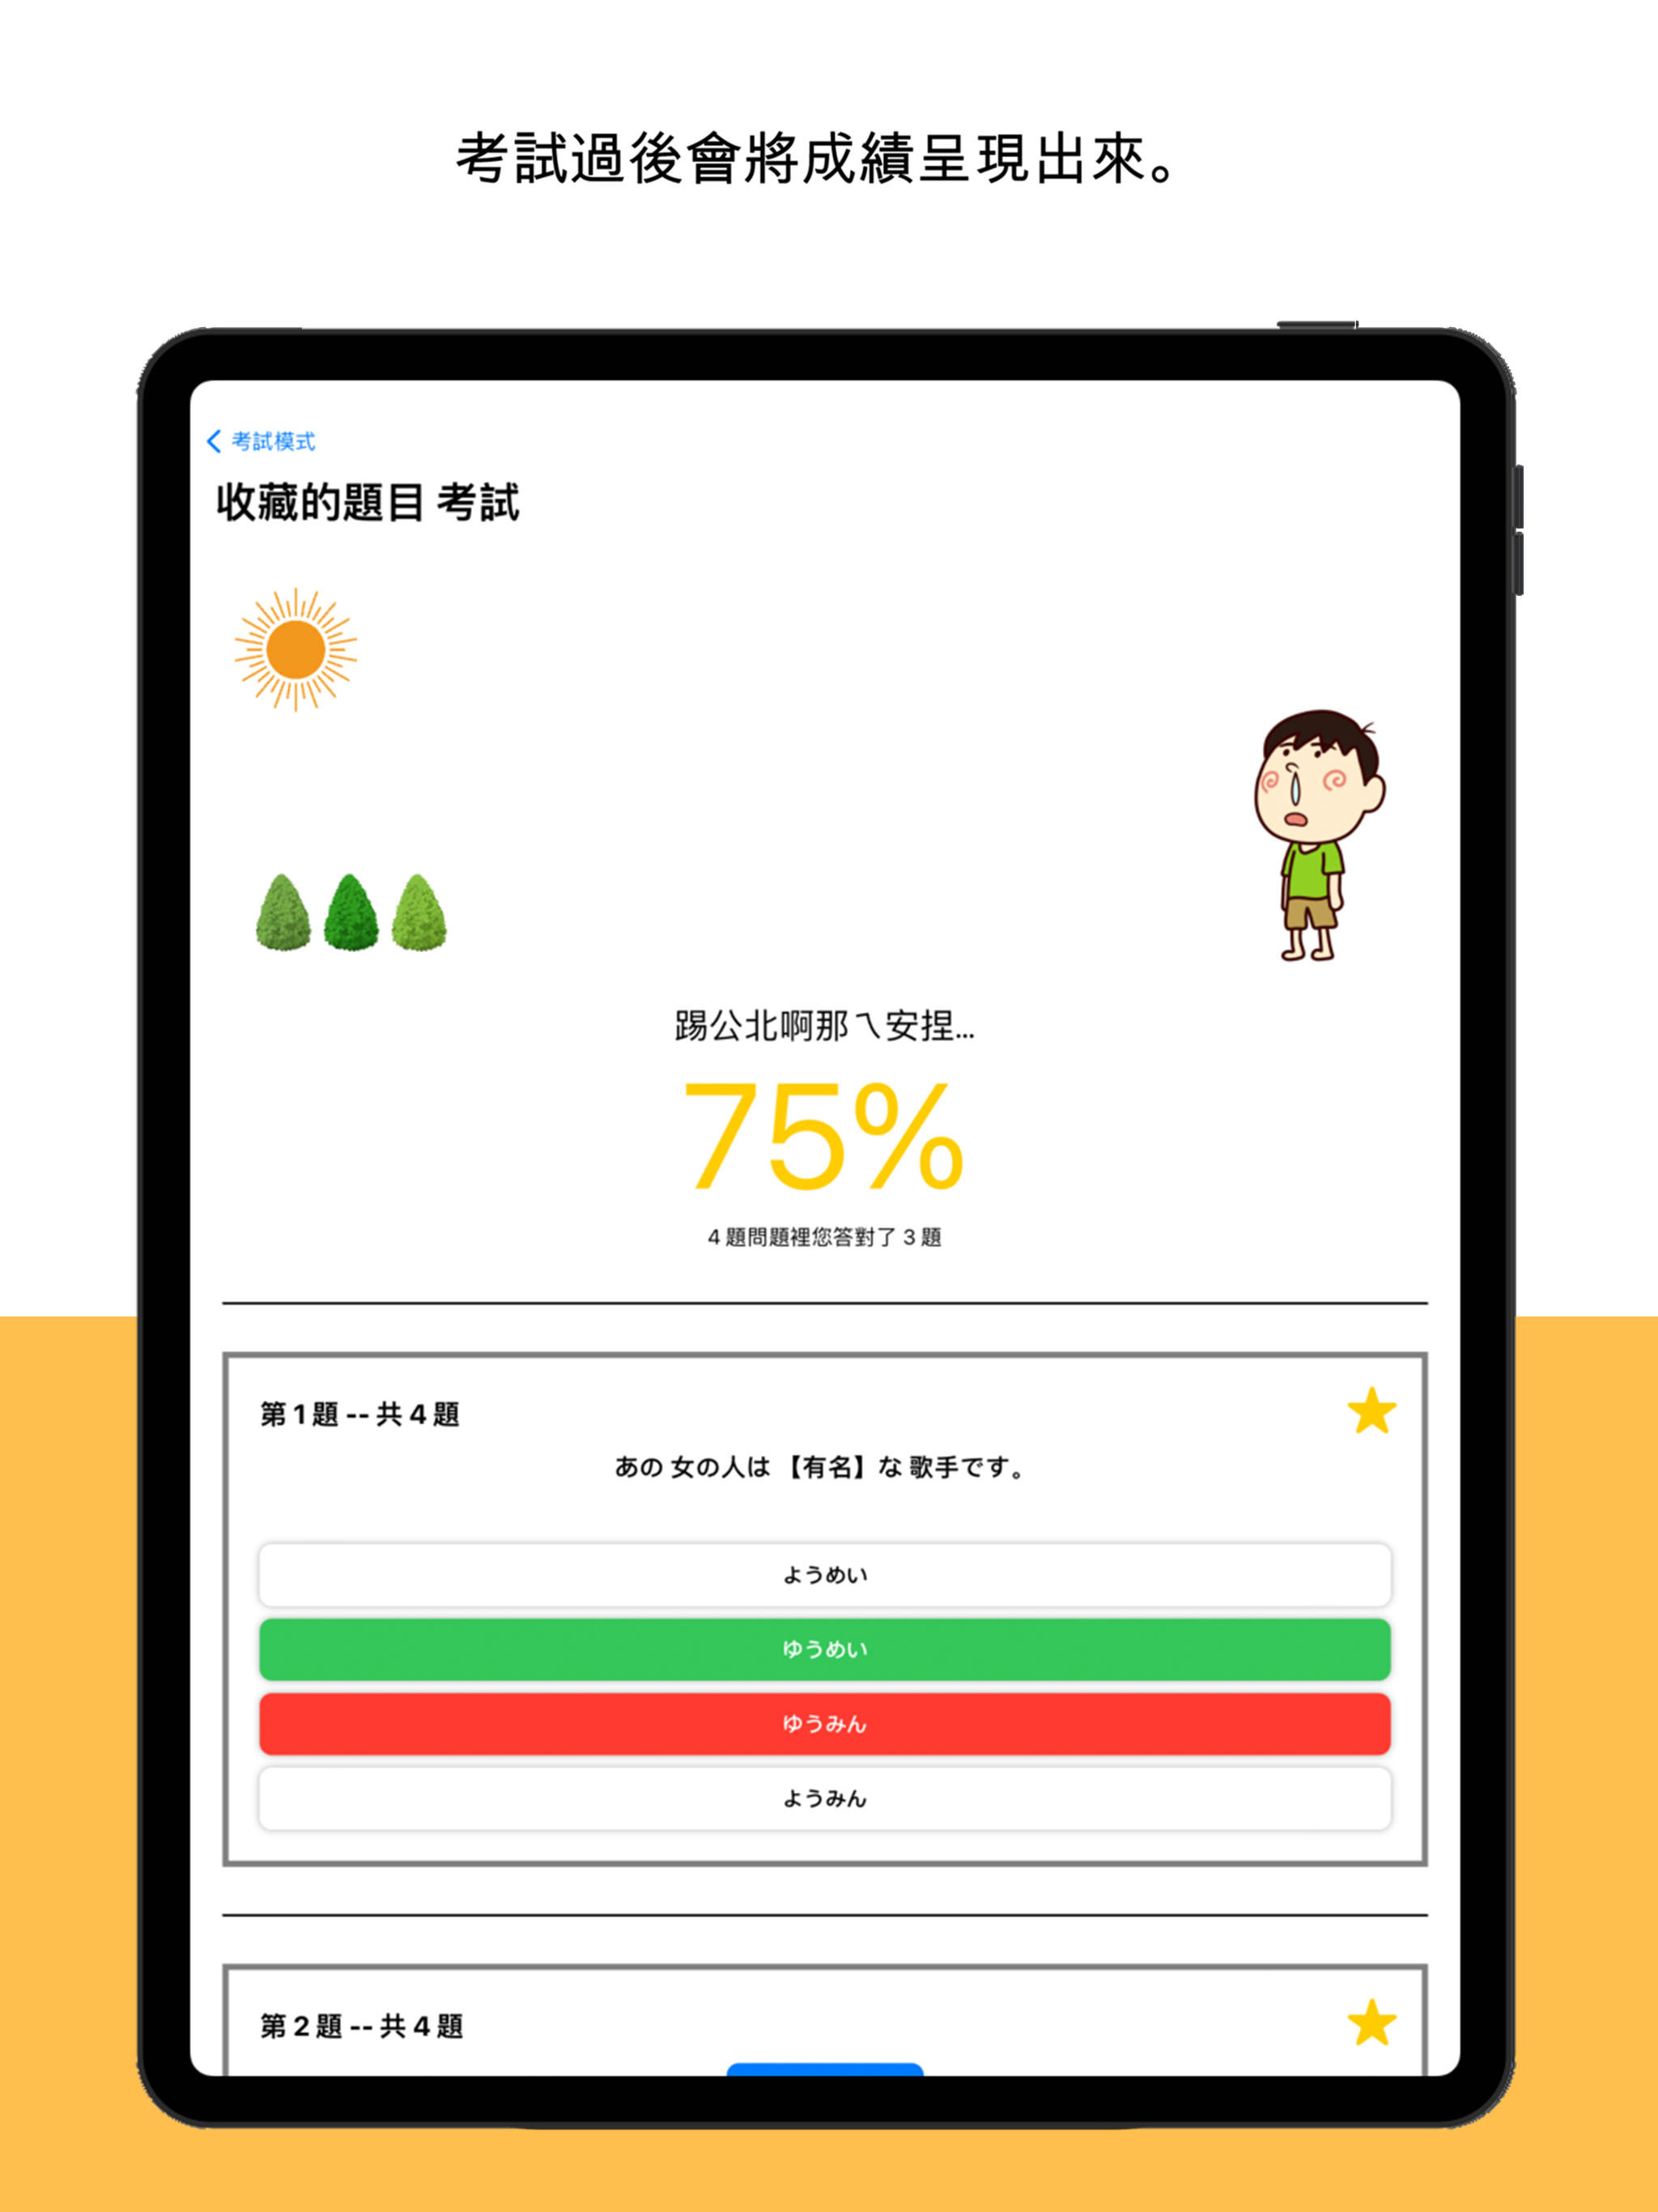 考試過後會將成績呈現出來。
考試模式
收藏的題目 考試
踢公北啊那ㄟ安捏...
75%
4 題問題裡您答對了 3 題
第 1 題 -- 共 4 題
あの 女の人は 【有名】な 歌手です。
ようめい
ゆうめい
ゆうみん
ようみん
第 2 題 -- 共 4 題